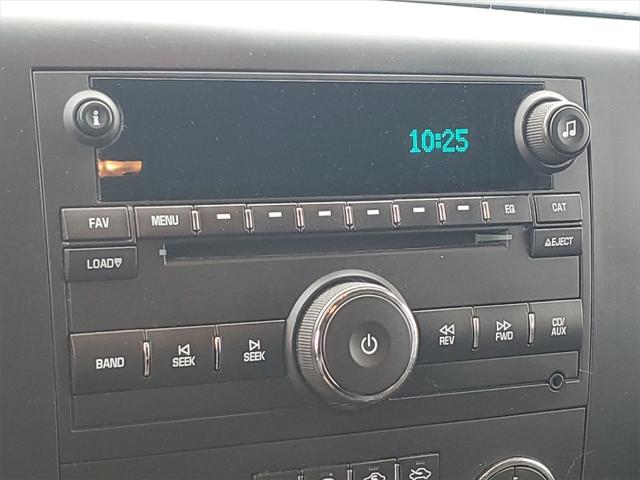 i
10:25
FAV
MENU
EQ
CAT
LOAD
EJECT
BAND
SEEK
SEEK
REV
FWD
CD/
AUX